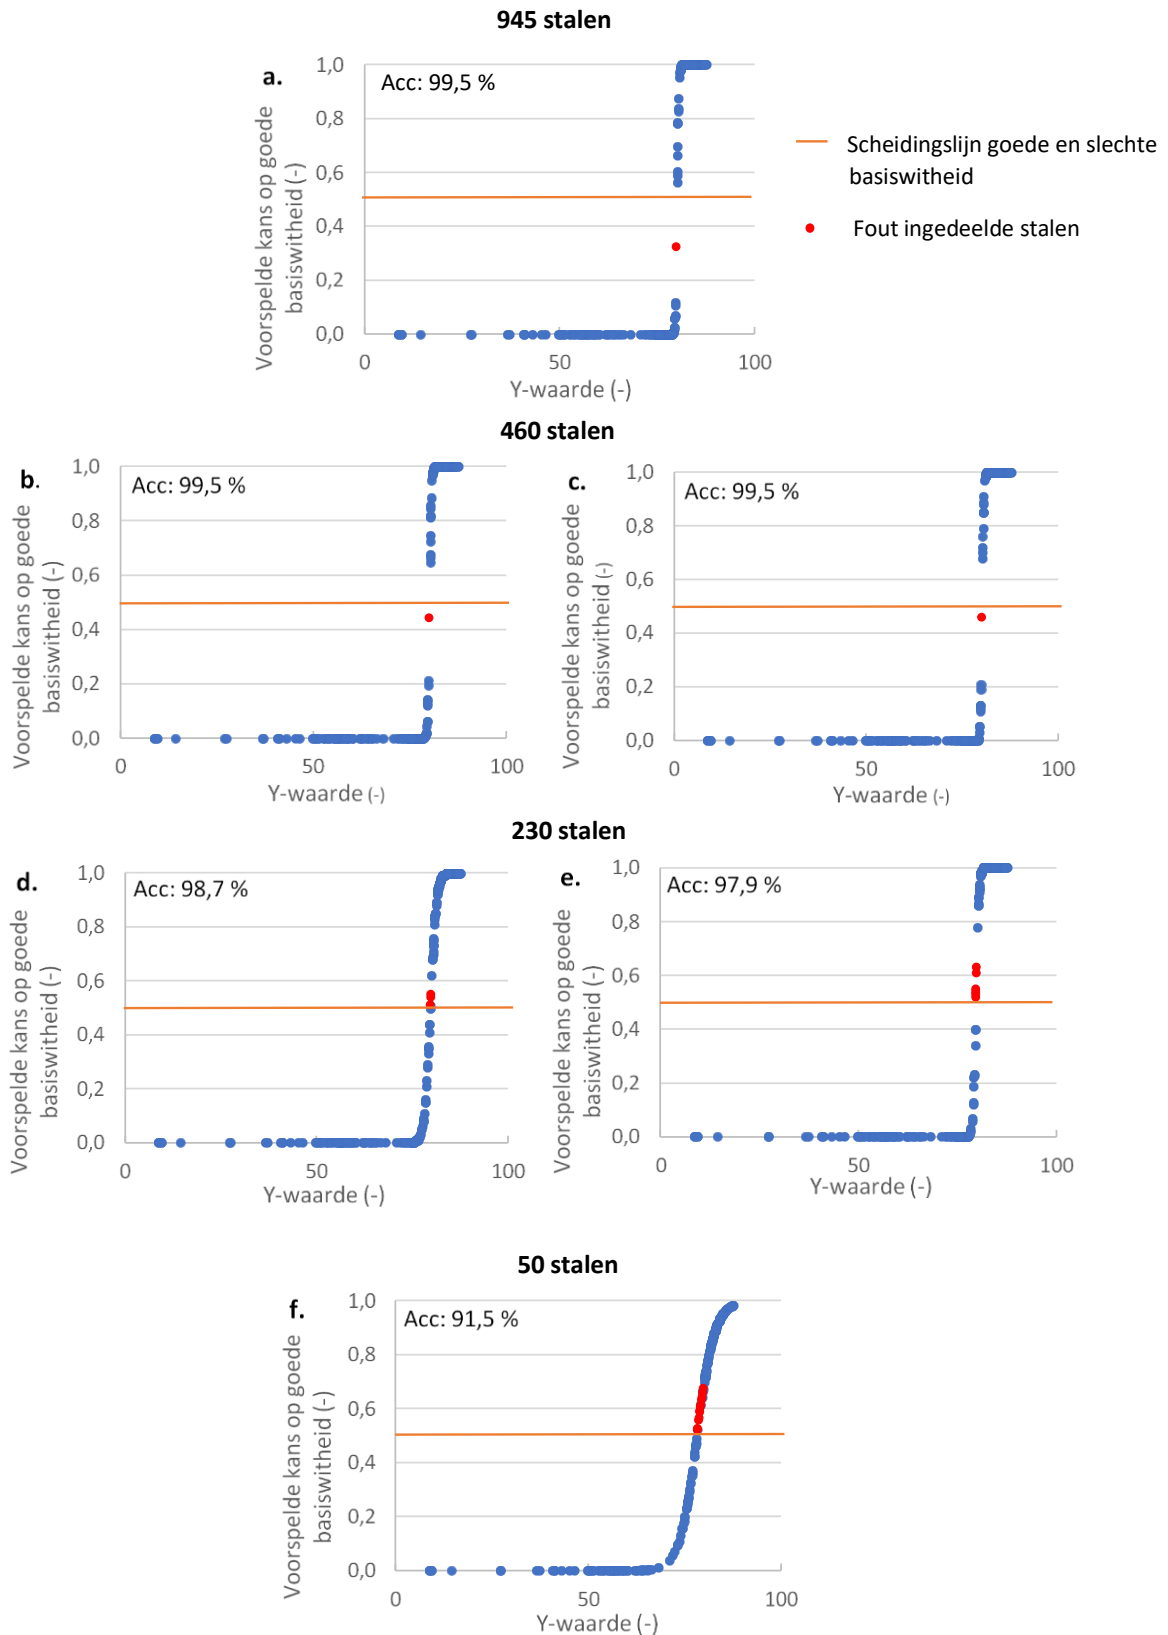 945 stalen
a.
Acc: 99,5 %
Voorspelde kans op goede
basiswitheid (-)
1,0
0,8
0,6
0,4
0,2
0,0
0
50
100
Y-waarde (-)
Scheidingslijn goede en slechte
basiswitheid
Fout ingedeelde stalen
460 stalen
b.
Acc: 99,5 %
Voorspelde kans op goede
basiswitheid (-)
1,0
0,8
0,6
0,4
0,2
0,0
0
50
100
Y-waarde (-)
c.
Acc: 99,5 %
Voorspelde kans op goede
basiswitheid (-)
1,0
0,8
0,6
0,4
0,2
0,0
0
50
100
Y-waarde (-)
230 stalen
d.
Acc: 98,7 %
Voorspelde kans op goede
basiswitheid (-)
1,0
0,8
0,6
0,4
0,2
0,0
0
50
100
Y-waarde (-)
e.
Acc: 97,9 %
Voorspelde kans op goede
basiswitheid (-)
1,0
0,8
0,6
0,4
0,2
0,0
0
50
100
Y-waarde (-)
50 stalen
f.
Acc: 91,5 %
Voorspelde kans op goede
basiswitheid (-)
1,0
0,8
0,6
0,4
0,2
0,0
0
50
100
Y-waarde (-)